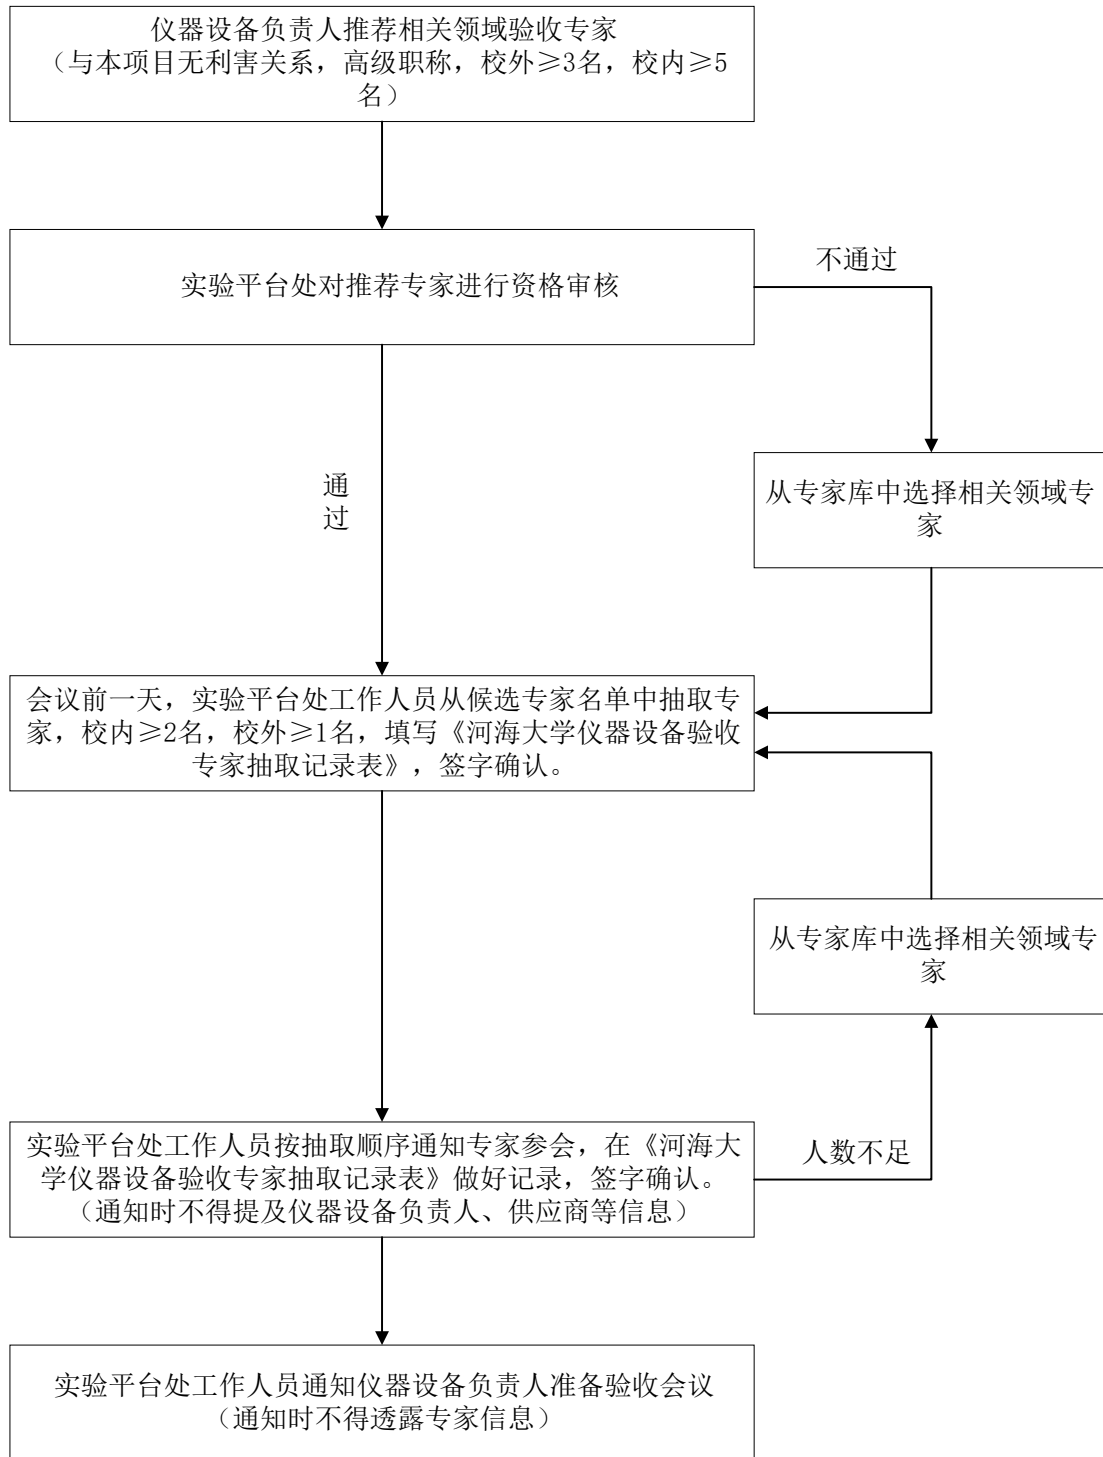 仪器设备负责人推荐相关领域验收专家
（与本项目无利害关系，高级职称，校外≥3名，校内≥5
名）
实验平台处对推荐专家进行资格审核
不通过
从专家库中选择相关领域专
家
通
过
会议前一天，实验平台处工作人员从候选专家名单中抽取专
家，校内≥2名，校外≥1名，填写《河海大学仪器设备验收
专家抽取记录表》，签字确认。
从专家库中选择相关领域专
家
人数不足
实验平台处工作人员按抽取顺序通知专家参会，在《河海大
学仪器设备验收专家抽取记录表》做好记录，签字确认。
（通知时不得提及仪器设备负责人、供应商等信息）
实验平台处工作人员通知仪器设备负责人准备验收会议
（通知时不得透露专家信息）